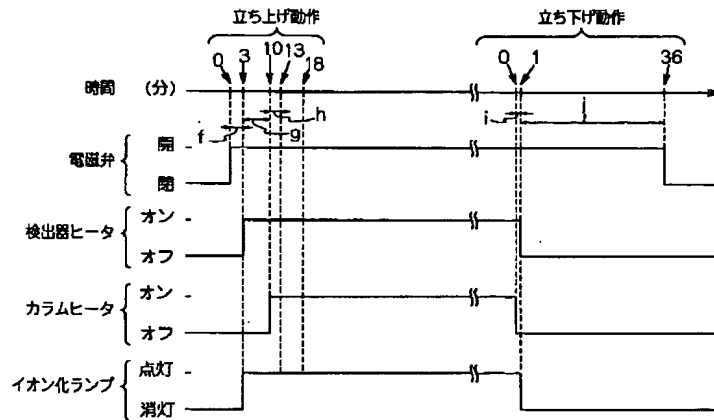 立ち上げ動作
立ち下げ動作
0 3 10 13 18 0 1 36
時間 (分)
f g h i j
電磁弁
開
閉
検出器ヒータ
オン
オフ
カラムヒータ
オン
オフ
イオン化ランプ
点灯
消灯